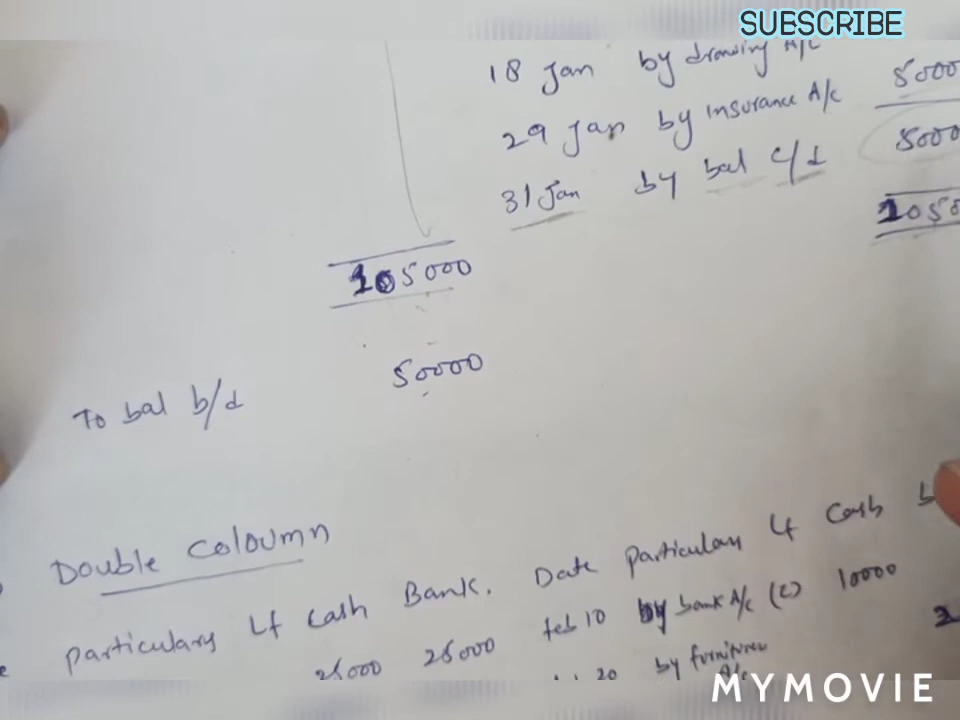 SUBSCRIBE
18 Jan by drawing A/c
29 Jan by insurance A/c 5000
31 Jan by bal c/d
105000
To bal b/d 50000
Double Coloumn
particulars Lf Cash Bank. Date particulars Lf Cash
25000 25000 feb 10 by bank A/c (C) 10000
20 by furniture A/c
MYMOVIE